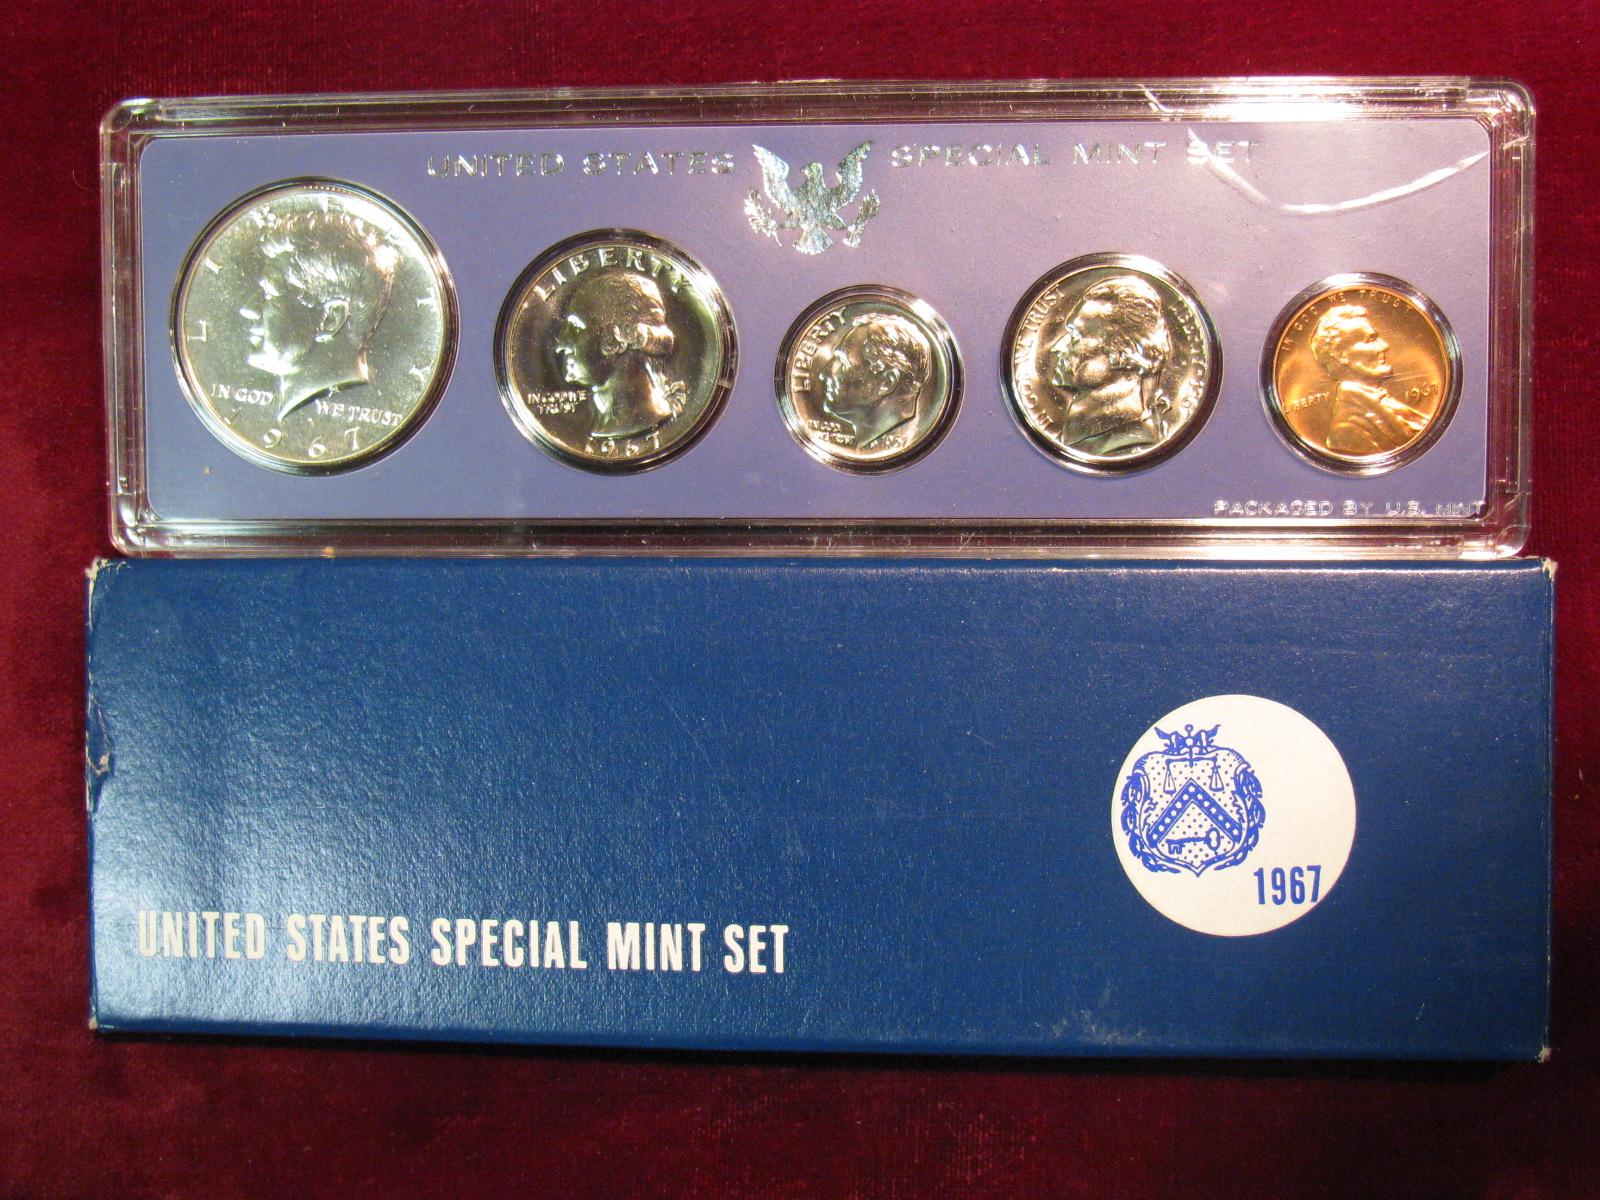 UNITED STATES SPECIAL MINT SET
LIBERTY
IN GOD WE TRUST
1967
LIBERTY
IN GOD WE
TRUST
1967
LIBERTY
IN GOD
WE TRUST
1967
IN GOD WE TRUST
LIBERTY
IN GOD WE TRUST
LIBERTY
1967
PACKAGED BY U.S. MINT
1967
UNITED STATES SPECIAL MINT SET